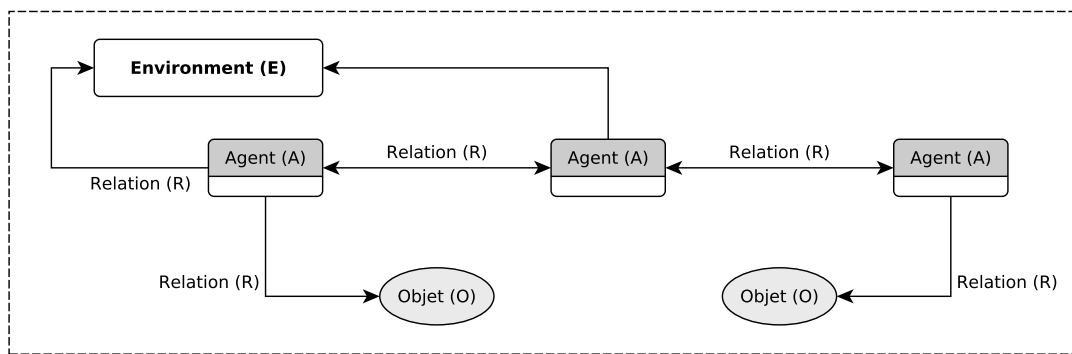 Environment (E)
Agent (A)
Relation (R)
Agent (A)
Relation (R)
Agent (A)
Relation (R)
Relation (R)
Objet (O)
Objet (O)
Relation (R)